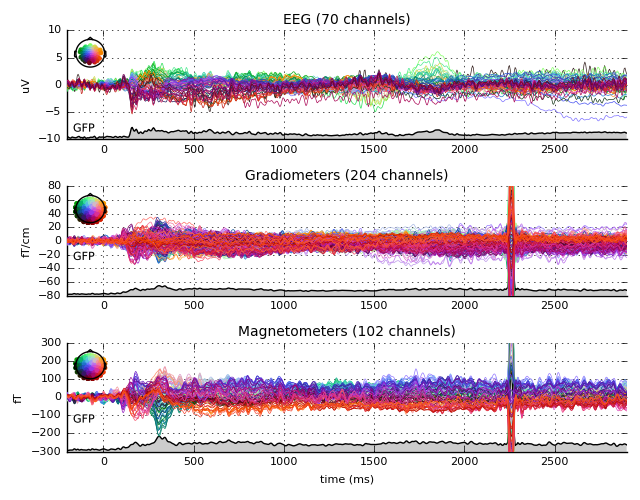 EEG (70 channels)
10
5
0
−5
−10
uV
GFP
0 500 1000 1500 2000 2500
Gradiometers (204 channels)
80
60
40
20
0
−20
−40
−60
−80
fT/cm
GFP
0 500 1000 1500 2000 2500
Magnetometers (102 channels)
300
200
100
0
−100
−200
−300
fT
GFP
0 500 1000 1500 2000 2500
time (ms)